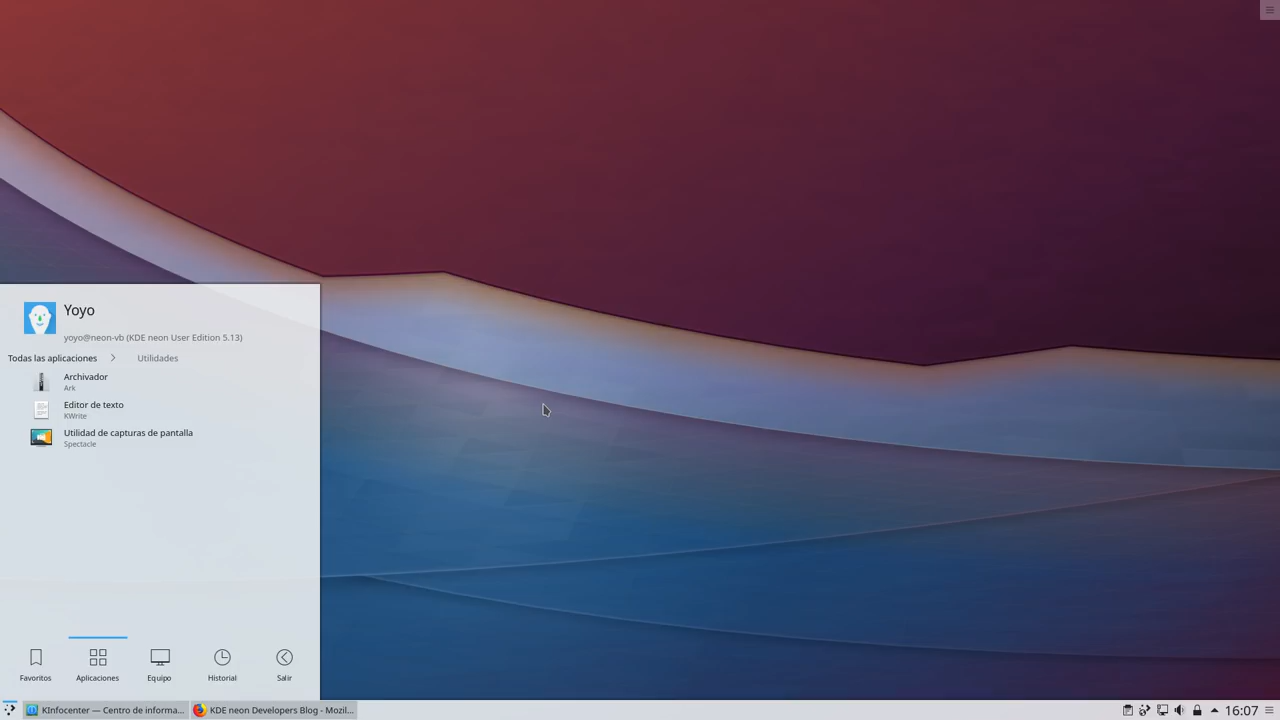 Yoyo
yoyo@neon-vb (KDE neon User Edition 5.13)
Todas las aplicaciones
Utilidades
Archivador
Ark
Editor de texto
KWrite
Utilidad de capturas de pantalla
Spectacle
Favoritos
Aplicaciones
Equipo
Historial
Salir
KInfocenter — Centro de informa...
KDE neon Developers Blog - Mozil...
16:07